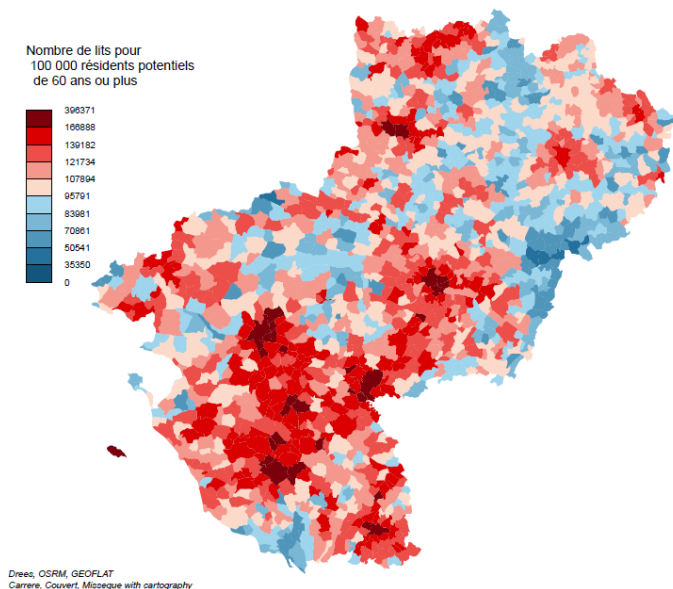 Nombre de lits pour
100 000 résidents potentiels
de 60 ans ou plus
396371
166888
139182
121734
107894
95791
83981
70861
50541
35350
0
Drees, OSRM, GEOFLAT
Carrere, Couvert, Missegue with cartography